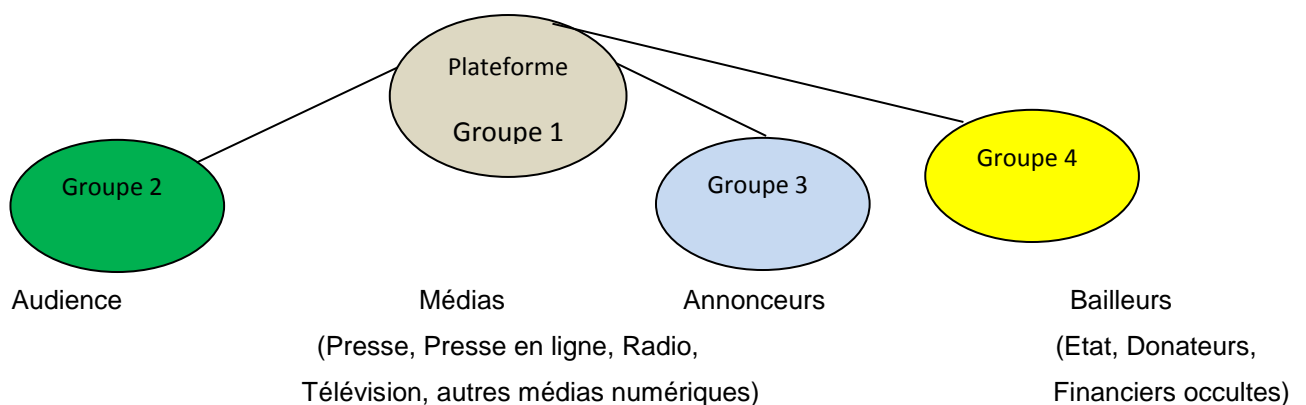 Plateforme
Groupe 1
Groupe 2
Groupe 3
Groupe 4
Audience Médias Annonceurs Bailleurs
(Presse, Presse en ligne, Radio, (Etat, Donateurs,
Télévision, autres médias numériques) Financiers occultes)